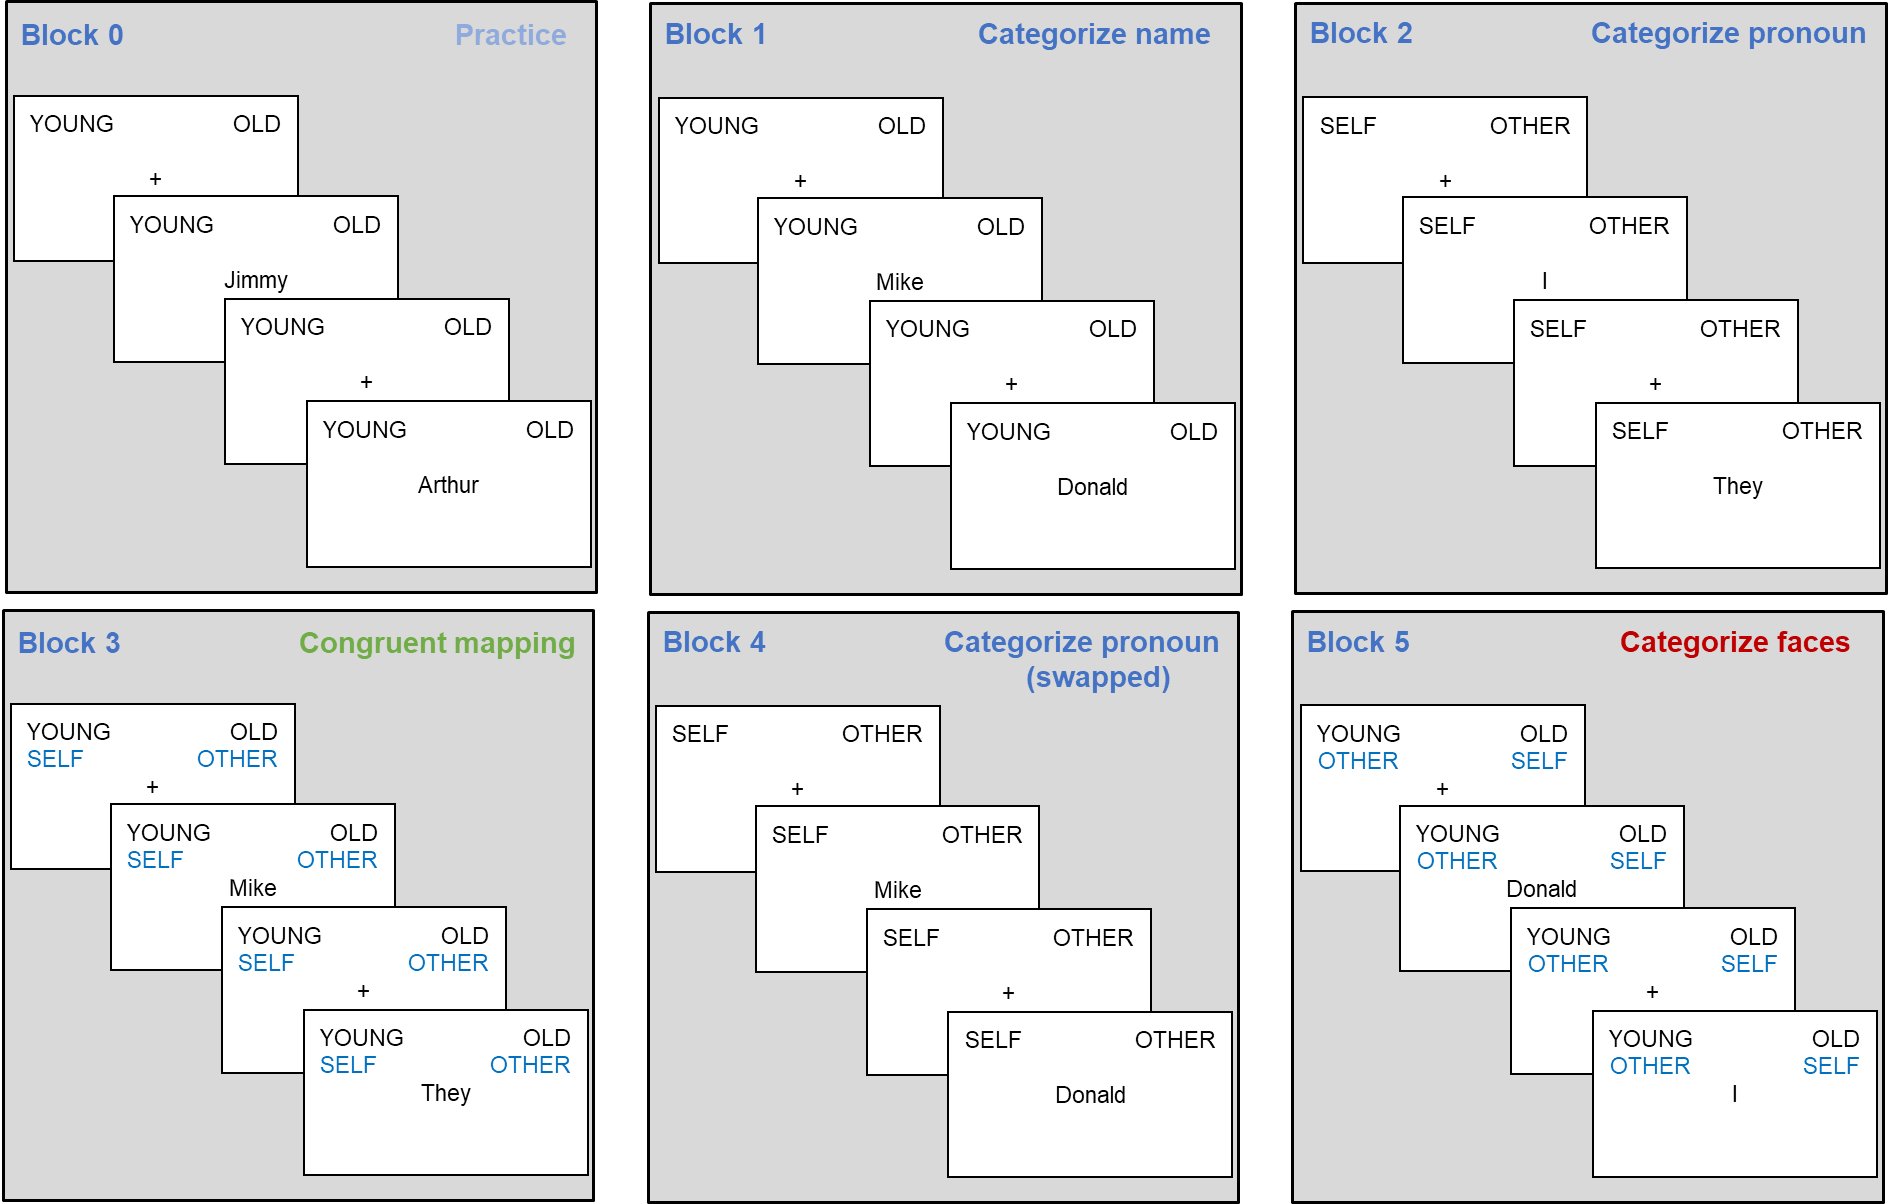 Block 0 Practice
YOUNG OLD
+
YOUNG OLD
Jimmy
YOUNG OLD
+
YOUNG OLD
Arthur
Block 1 Categorize name
YOUNG OLD
+
YOUNG OLD
Mike
YOUNG OLD
+
YOUNG OLD
Donald
Block 2 Categorize pronoun
SELF OTHER
+
SELF OTHER
I
SELF OTHER
+
SELF OTHER
They
Block 3 Congruent mapping
YOUNG OLD
SELF OTHER
+
YOUNG OLD
SELF OTHER
Mike
YOUNG OLD
SELF OTHER
+
YOUNG OLD
SELF OTHER
They
Block 4 Categorize pronoun
(swapped)
SELF OTHER
+
SELF OTHER
Mike
SELF OTHER
+
SELF OTHER
Donald
Block 5 Categorize faces
YOUNG OLD
OTHER SELF
+
YOUNG OLD
OTHER SELF
Donald
YOUNG OLD
OTHER SELF
+
YOUNG OLD
OTHER SELF
I